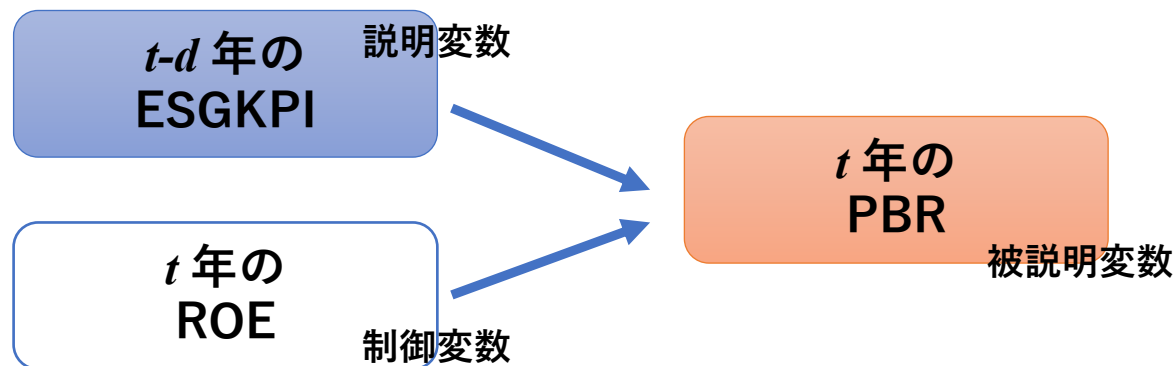 t-d 年の
ESGKPI
説明変数
t 年の
ROE
制御変数
t 年の
PBR
被説明変数